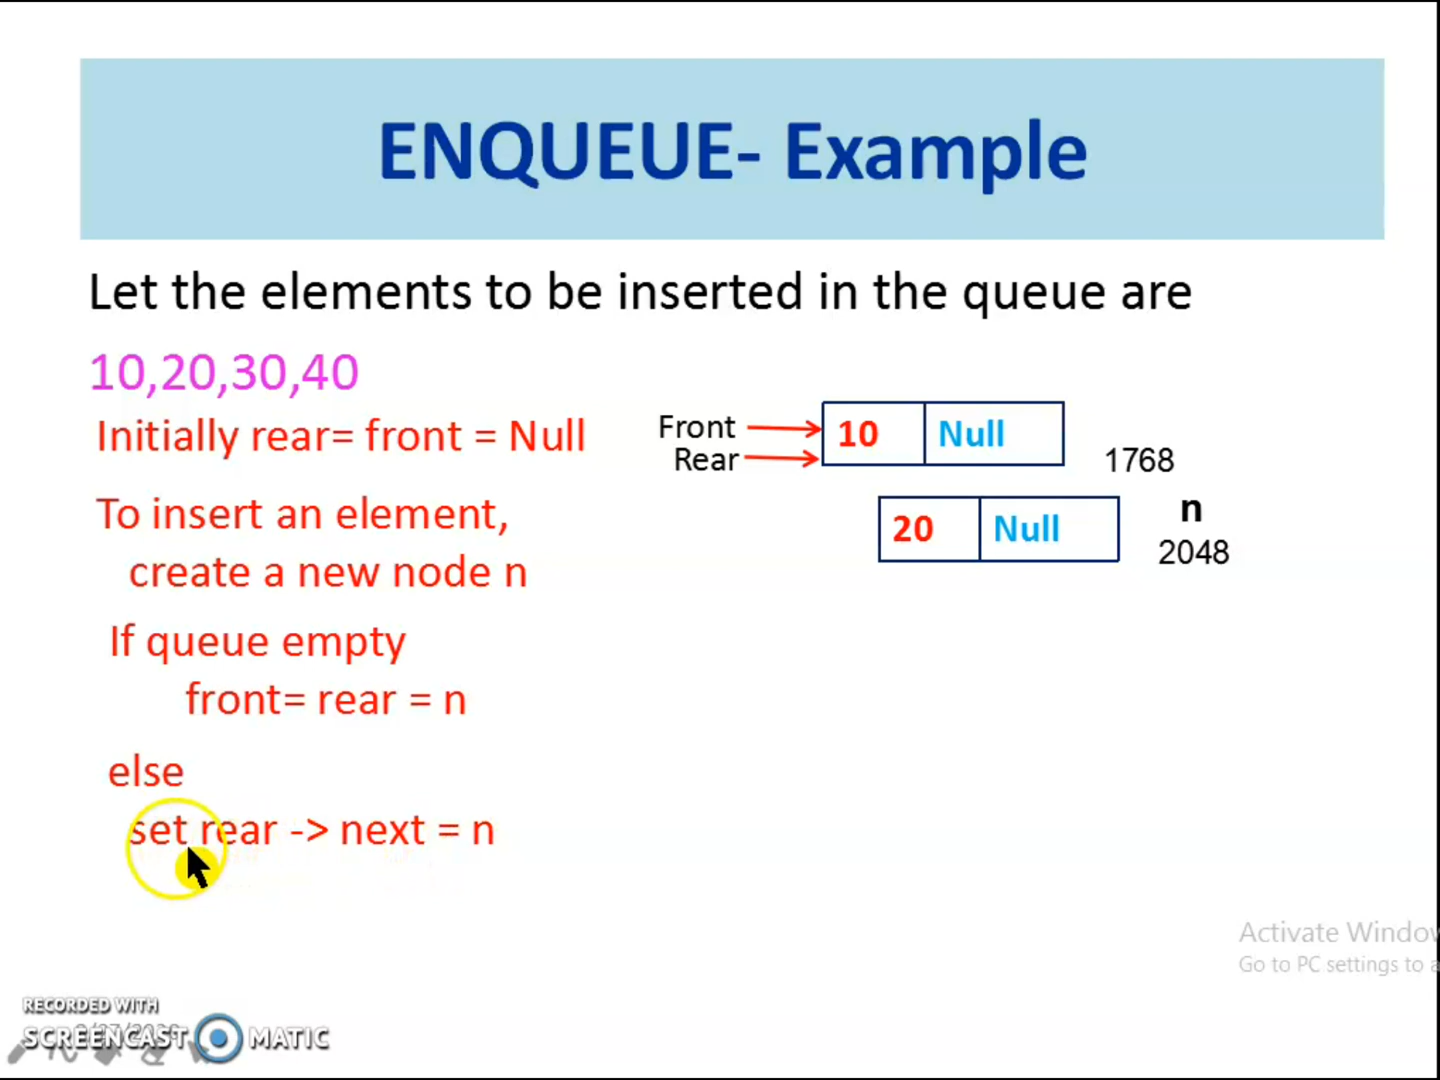 ENQUEUE- Example
Let the elements to be inserted in the queue are
10,20,30,40
Initially rear= front = Null
Front
Rear
10 Null
1768
To insert an element,
create a new node n
20 Null
n
2048
If queue empty
front= rear = n
else
set rear -> next = n
Activate Windo
Go to PC settings to a
RECORDED WITH
SCREENCAST MATIC